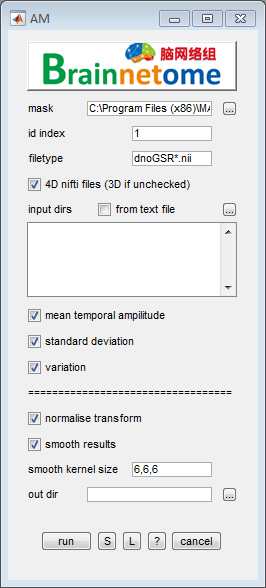 AM
脑网络组
Brainnetome
mask C:\Program Files (x86)\MA ...
id index 1
filetype dnoGSR*.nii
4D nifti files (3D if unchecked)
input dirs from text file ...
mean temporal ampilitude
standard deviation
variation
==================================
normalise transform
smooth results
smooth kernel size 6,6,6
out dir ...
run S L ? cancel